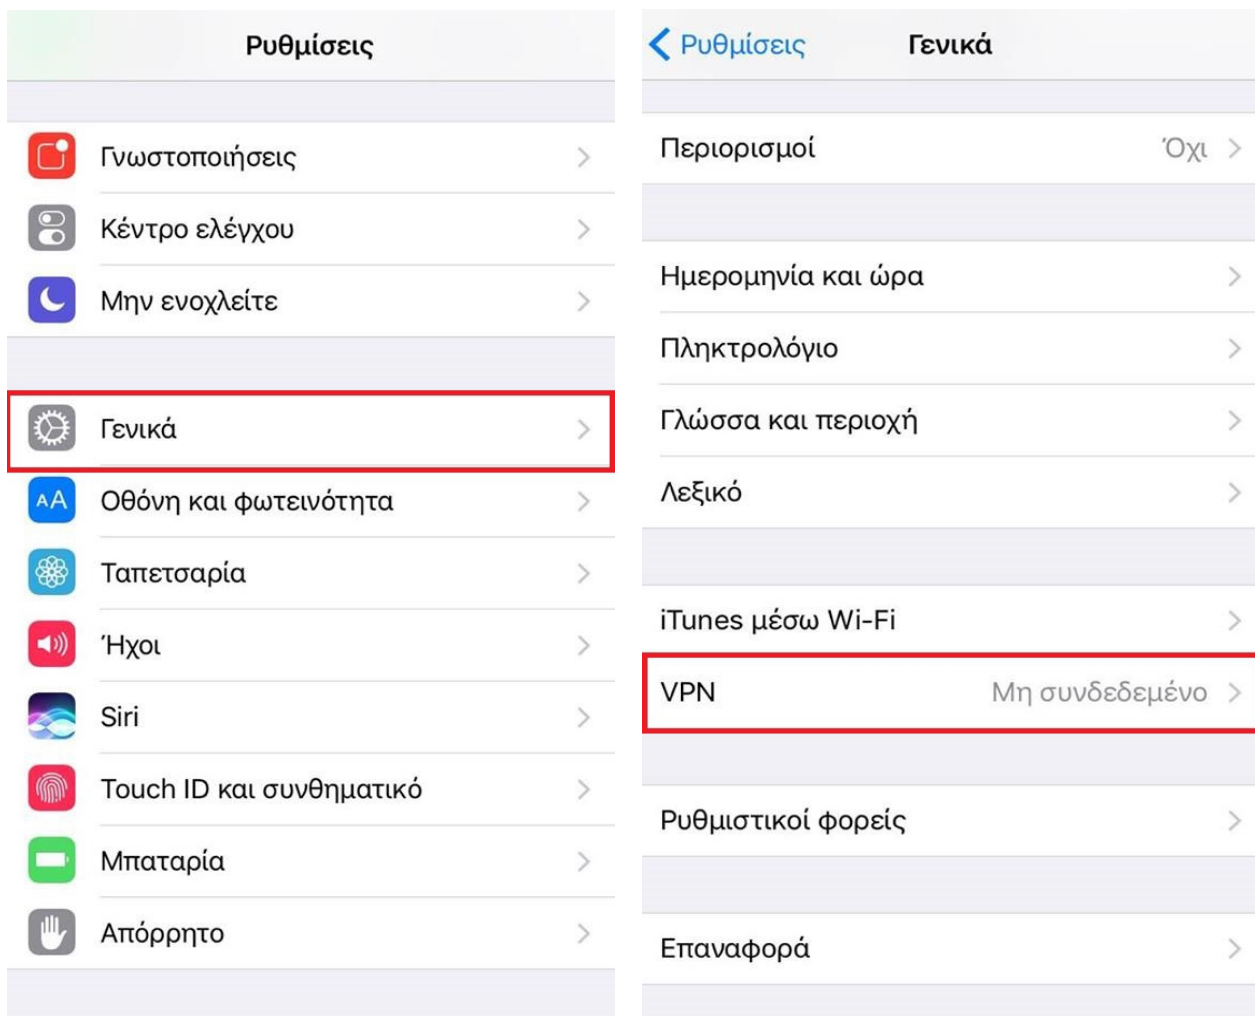 Ρυθμίσεις
Γνωστοποιήσεις
Κέντρο ελέγχου
Μην ενοχλείτε
Γενικά
AA Οθόνη και φωτεινότητα
Ταπετσαρία
Ήχοι
Siri
Touch ID και συνθηματικό
Μπαταρία
Απόρρητο
Ρυθμίσεις Γενικά
Περιορισμοί Όχι
Ημερομηνία και ώρα
Πληκτρολόγιο
Γλώσσα και περιοχή
Λεξικό
iTunes μέσω Wi-Fi
VPN Μη συνδεδεμένο
Ρυθμιστικοί φορείς
Επαναφορά